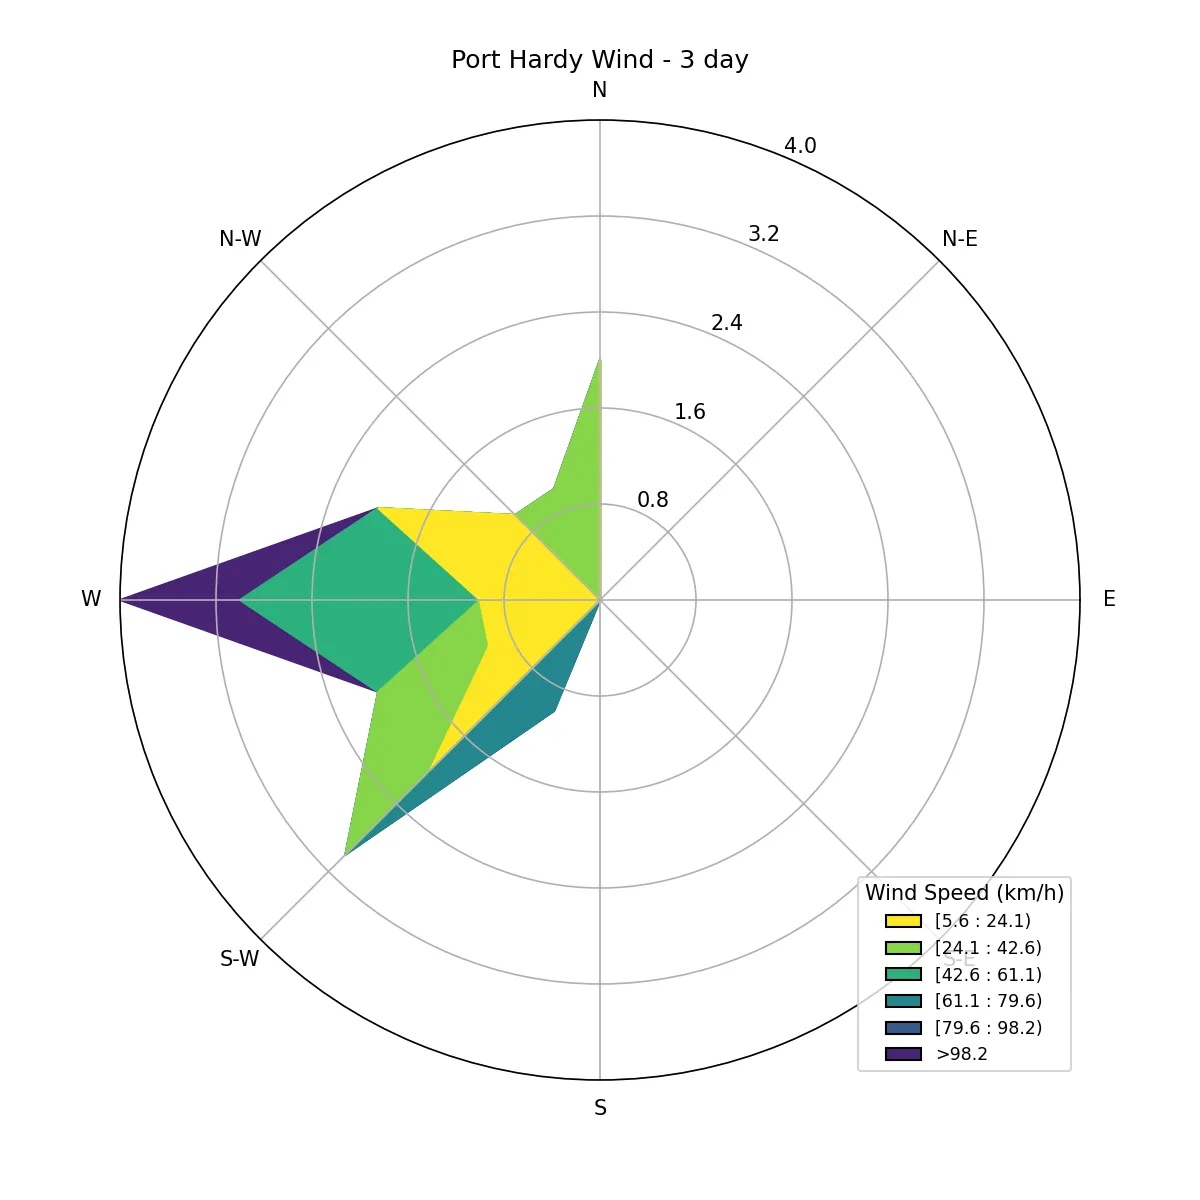 Port Hardy Wind - 3 day
N
4.0
N-W
3.2
N-E
2.4
1.6
0.8
W
E
S-W
S-E
Wind Speed (km/h)
[5.6 : 24.1)
[24.1 : 42.6)
[42.6 : 61.1)
[61.1 : 79.6)
[79.6 : 98.2)
>98.2
S